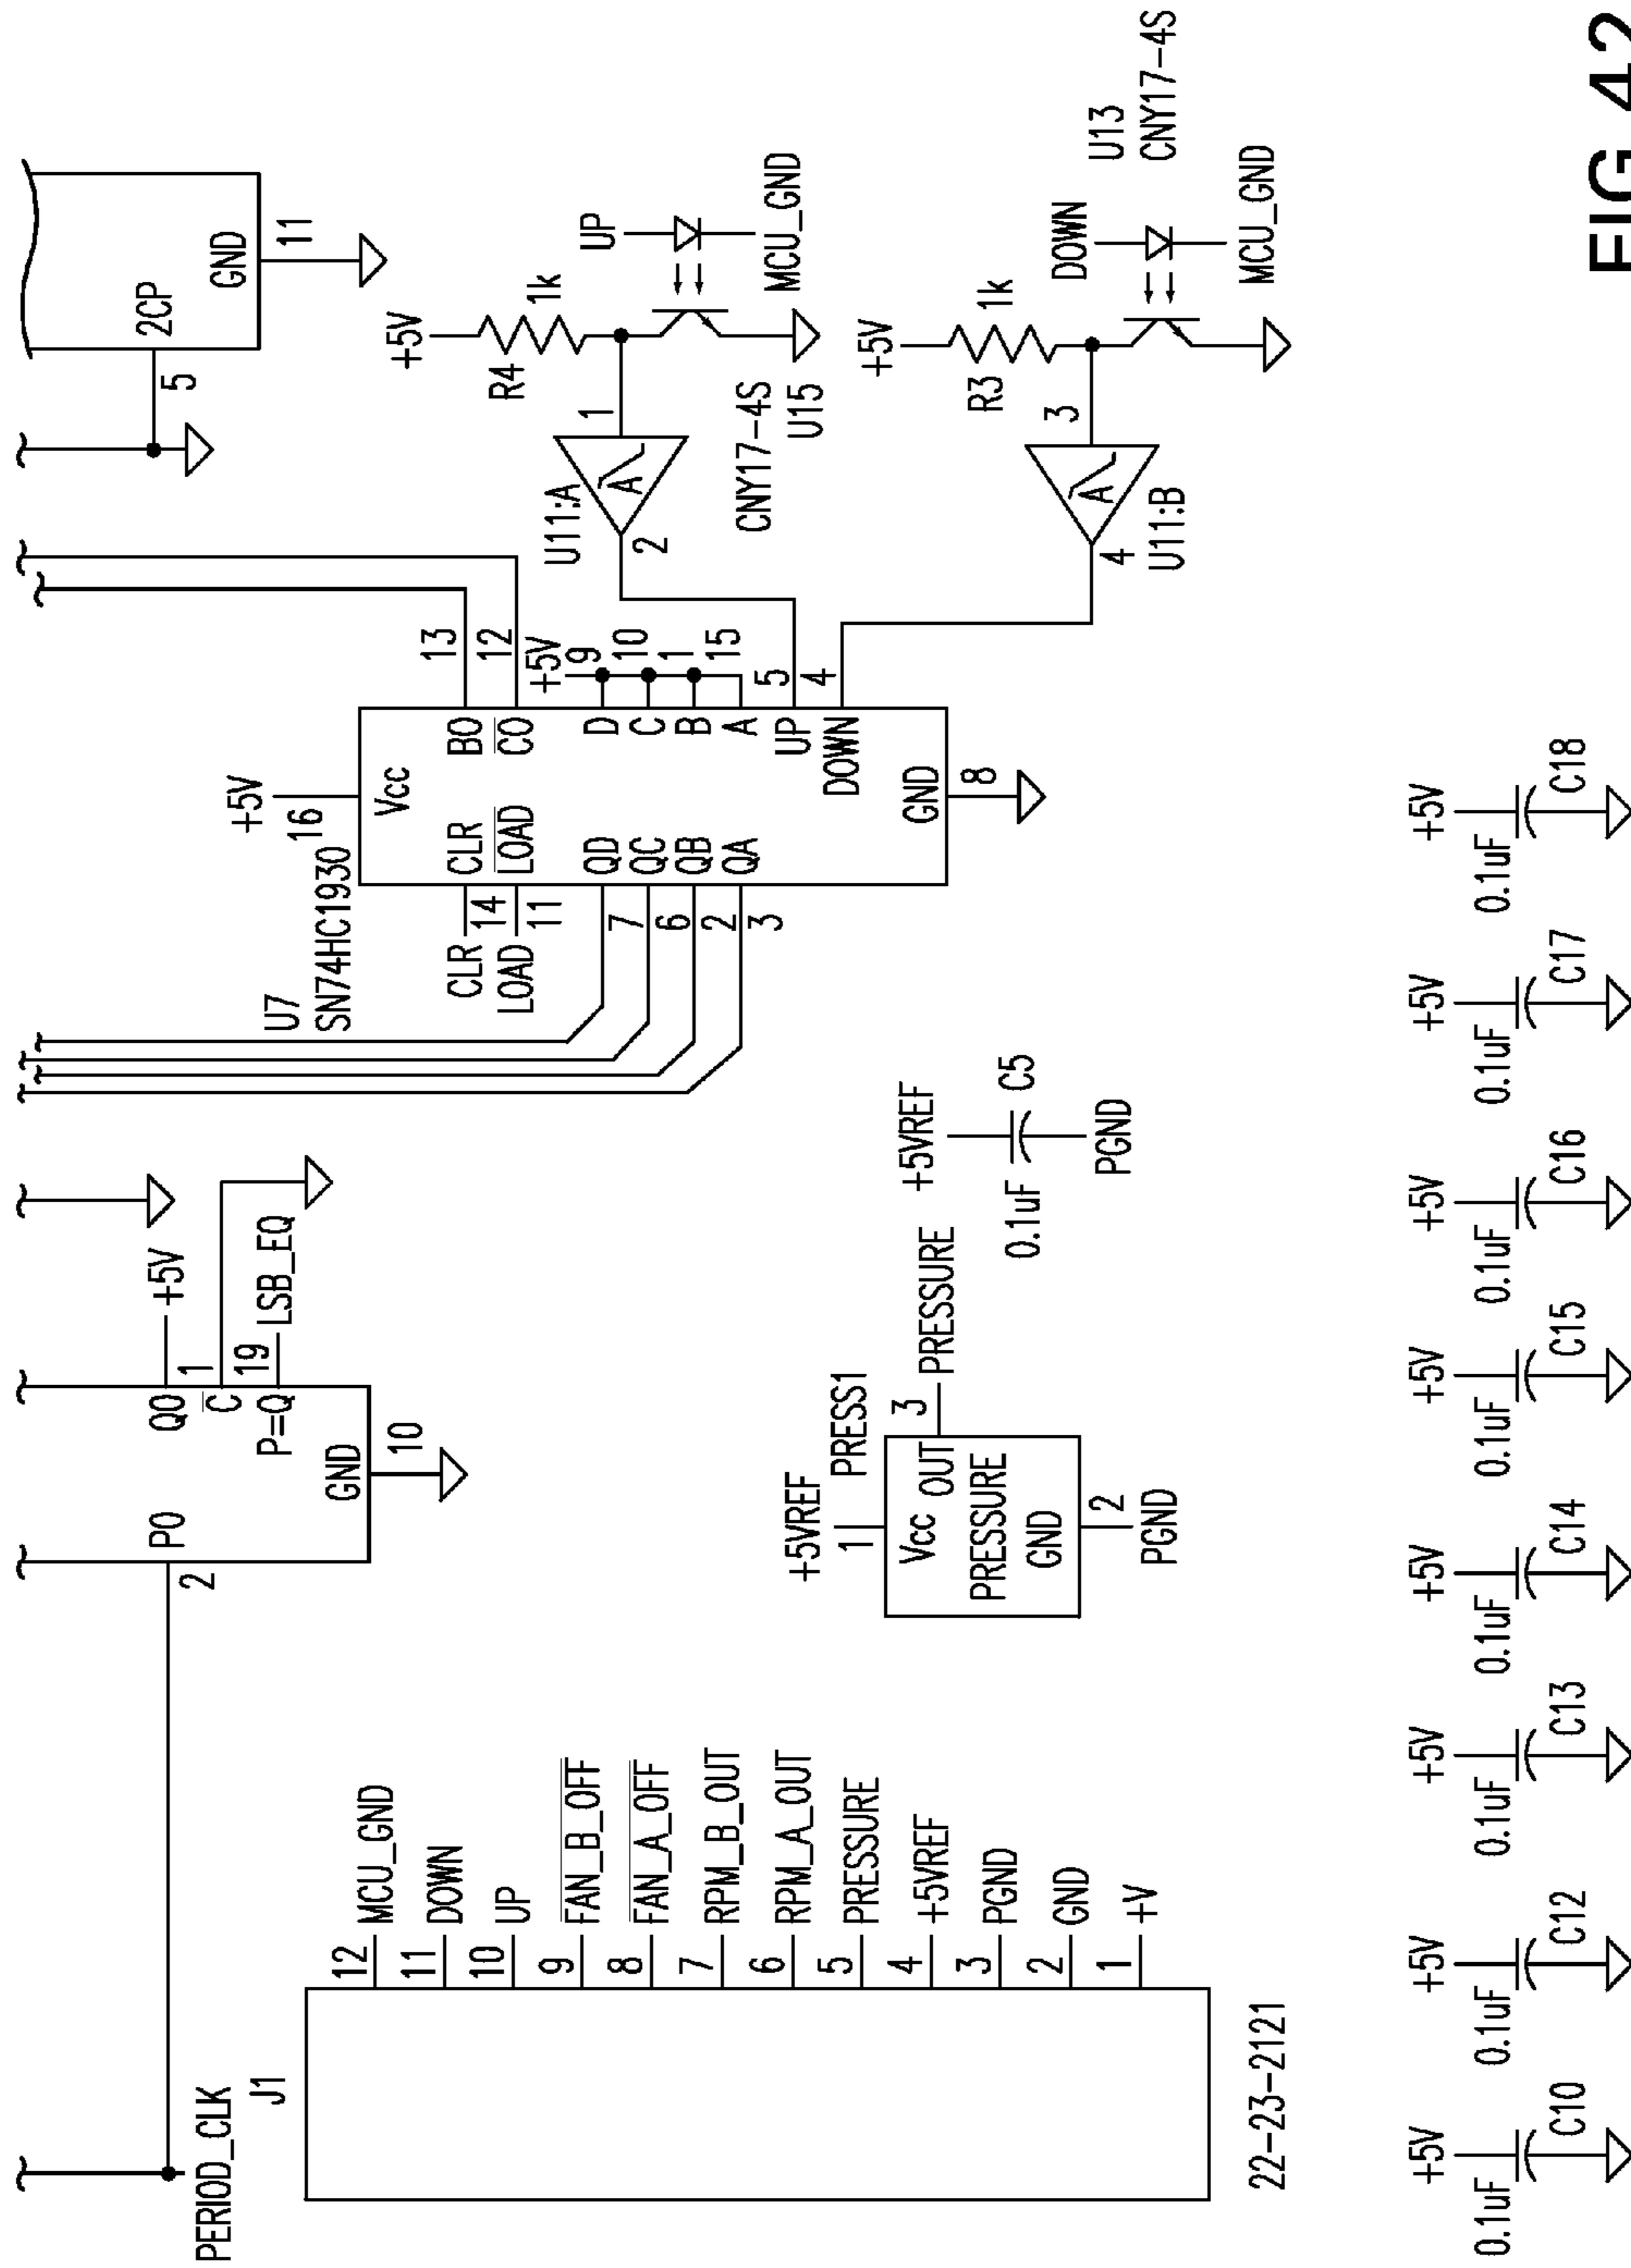 PERIOD_CLK
2
P0
Q0
+5V
1
C
19
P=Q
LSB_EQ
GND
10
5
2CP
GND
11
J1
12 MCU_GND
11 DOWN
10 UP
9 FAN_B_OFF
8 FAN_A_OFF
7 RPM_B_OUT
6 RPM_A_OUT
5 PRESSURE
4 +5VREF
3 PGND
2 GND
1 +V
22-23-2121
+5VREF
1
PRESS1
Vcc
OUT
3
PRESSURE
PRESSURE
GND
2
PGND
+5VREF
0.1uF
C5
PGND
U7
SN74HC1930
+5V
16
Vcc
CLR
14
CLR
BO
13
LOAD
11
LOAD
CO
12
+5V
7
QD
D
9
6
QC
C
10
2
QB
B
1
3
QA
A
15
UP
5
DOWN
4
GND
8
U11:A
2
A
1
+5V
R4
1k
UP
MCU_GND
CNY17-4S
U15
+5V
R3
1k
3
A
4
U11:B
DOWN
MCU_GND
U13
CNY17-4S
+5V
0.1uF
C10
+5V
0.1uF
C12
+5V
0.1uF
C13
+5V
0.1uF
C14
+5V
0.1uF
C15
+5V
0.1uF
C16
+5V
0.1uF
C17
+5V
0.1uF
C18
FIG 42